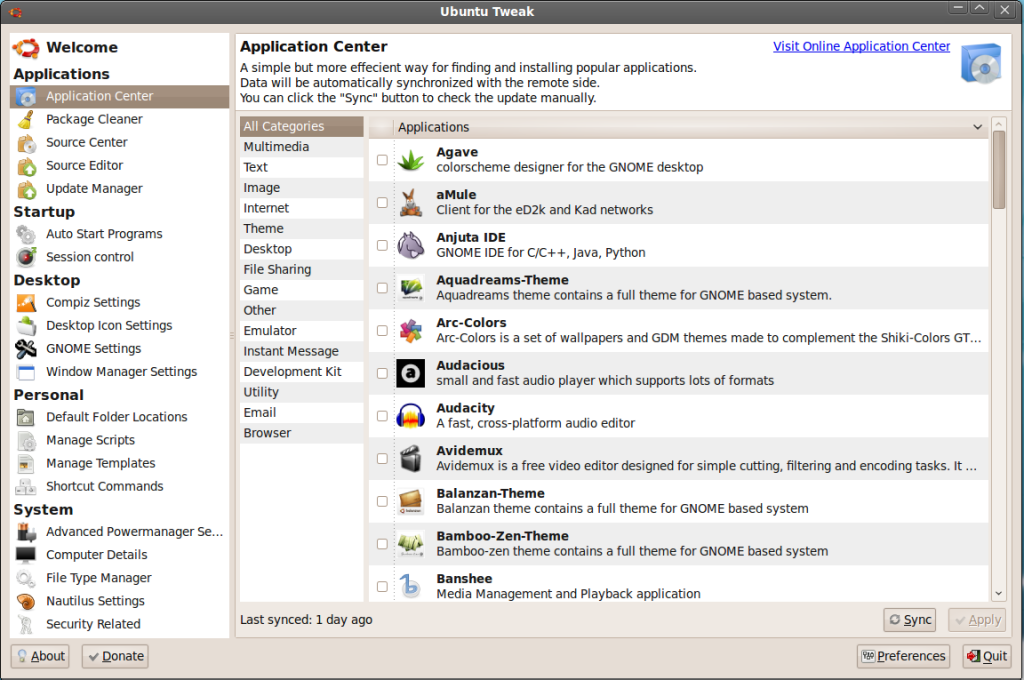 Ubuntu Tweak
Welcome
Applications
Application Center
Package Cleaner
Source Center
Source Editor
Update Manager
Startup
Auto Start Programs
Session control
Desktop
Compiz Settings
Desktop Icon Settings
GNOME Settings
Window Manager Settings
Personal
Default Folder Locations
Manage Scripts
Manage Templates
Shortcut Commands
System
Advanced Powermanager Se...
Computer Details
File Type Manager
Nautilus Settings
Security Related
Application Center
Visit Online Application Center
A simple but more effecient way for finding and installing popular applications.
Data will be automatically synchronized with the remote side.
You can click the "Sync" button to check the update manually.
All Categories
Multimedia
Text
Image
Internet
Theme
Desktop
File Sharing
Game
Other
Emulator
Instant Message
Development Kit
Utility
Email
Browser
Applications
Agave
colorscheme designer for the GNOME desktop
aMule
Client for the eD2k and Kad networks
Anjuta IDE
GNOME IDE for C/C++, Java, Python
Aquadreams-Theme
Aquadreams theme contains a full theme for GNOME based system.
Arc-Colors
Arc-Colors is a set of wallpapers and GDM themes made to complement the Shiki-Colors GT...
Audacious
small and fast audio player which supports lots of formats
Audacity
A fast, cross-platform audio editor
Avidemux
Avidemux is a free video editor designed for simple cutting, filtering and encoding tasks. It ...
Balanzan-Theme
Balanzan theme contains a full theme for GNOME based system
Bamboo-Zen-Theme
Bamboo-zen theme contains a full theme for GNOME based system
Banshee
Media Management and Playback application
Last synced: 1 day ago
Sync
Apply
About
Donate
Preferences
Quit